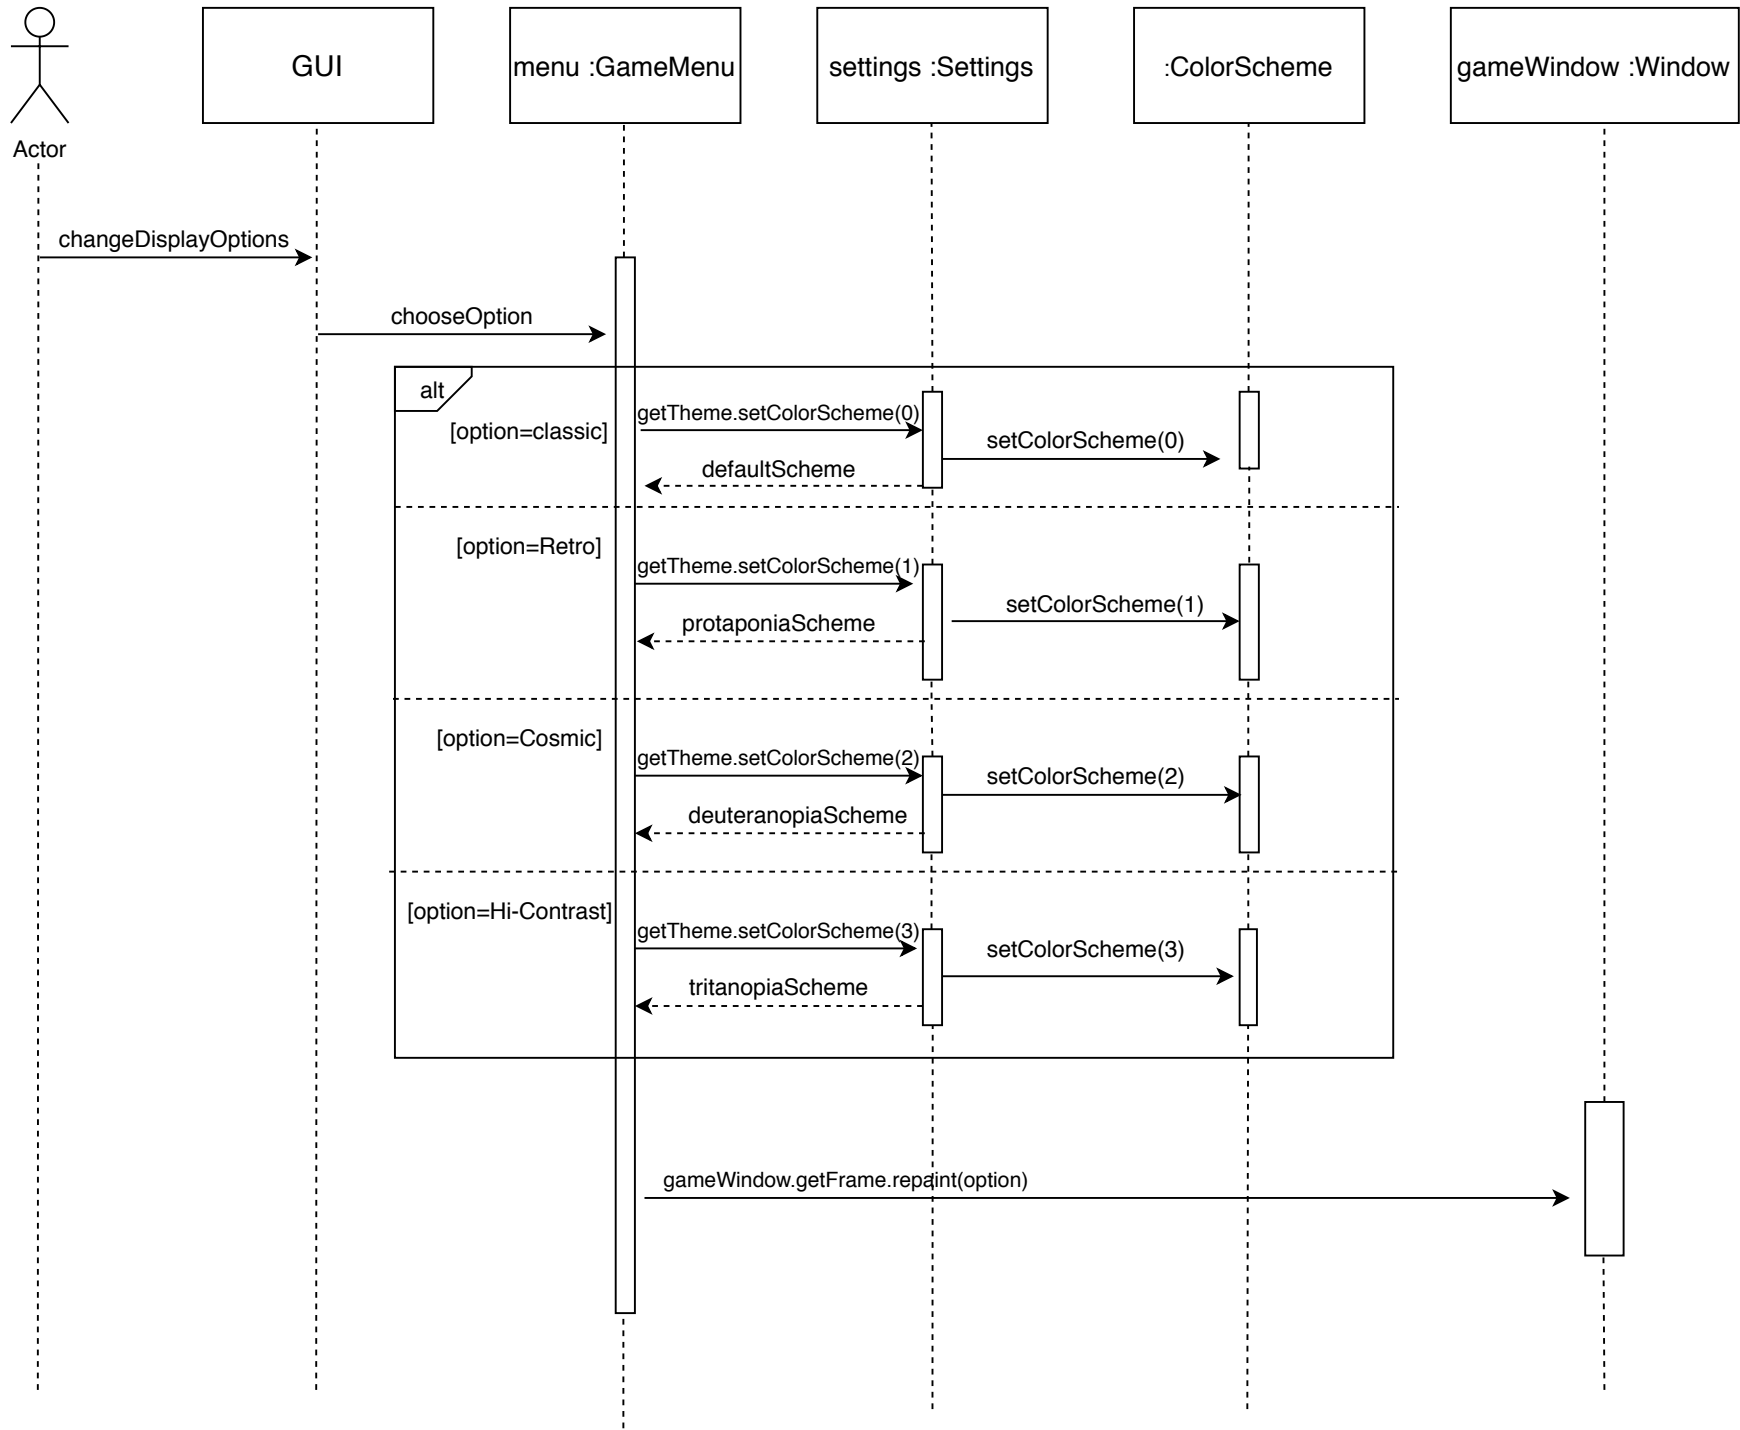 GUI
menu :GameMenu
settings :Settings
:ColorScheme
gameWindow :Window
Actor
changeDisplayOptions
chooseOption
alt
[option=classic]
getTheme.setColorScheme(0)
setColorScheme(0)
defaultScheme
[option=Retro]
getTheme.setColorScheme(1)
setColorScheme(1)
protaponiaScheme
[option=Cosmic]
getTheme.setColorScheme(2)
setColorScheme(2)
deuteranopiaScheme
[option=Hi-Contrast]
getTheme.setColorScheme(3)
setColorScheme(3)
tritanopiaScheme
gameWindow.getFrame.repaint(option)